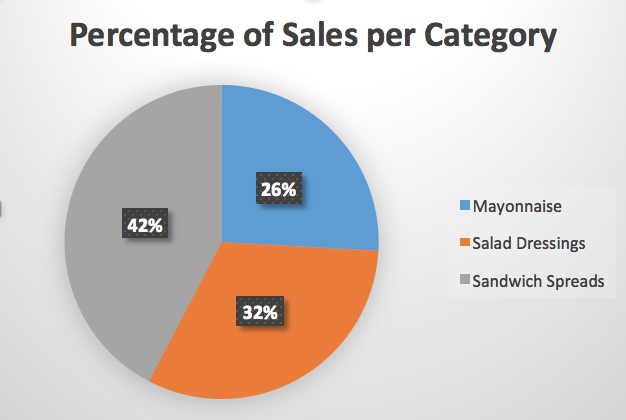 Percentage of Sales per Category
26%
42%
32%
Mayonnaise
Salad Dressings
Sandwich Spreads